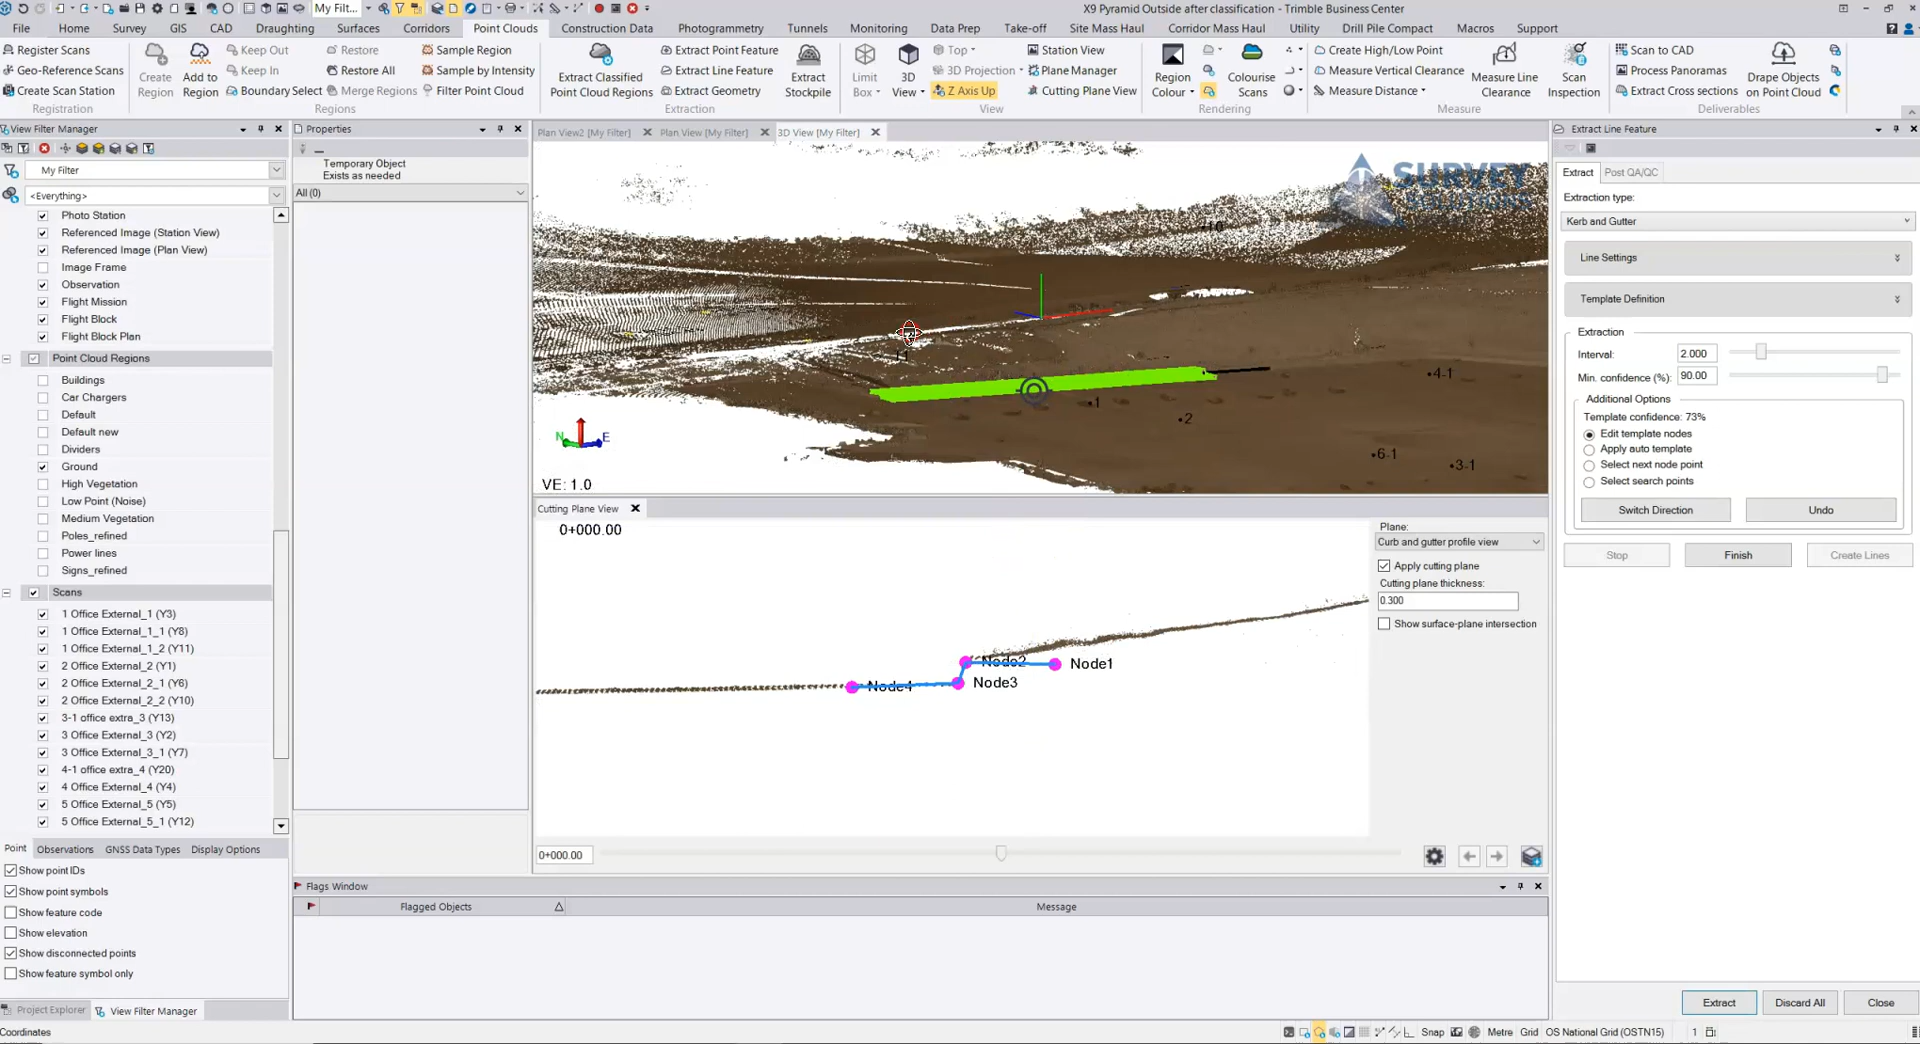 My Filt...
X9 Pyramid Outside after classification - Trimble Business Center
File Home Survey GIS CAD Draughting Surfaces Corridors Point Clouds Construction Data Photogrammetry Tunnels Monitoring Data Prep Take-off Site Mass Haul Corridor Mass Haul Utility Drill Pile Compact Macros Support
Register Scans
Geo-Reference Scans
Create Scan Station
Registration
Create Region
Add to Region
Keep Out
Keep In
Boundary Select
Restore
Restore All
Merge Regions
Sample Region
Sample by Intensity
Filter Point Cloud
Regions
Extract Classified Point Cloud Regions
Extract Point Feature
Extract Line Feature
Extract Geometry
Extract Stockpile
Extraction
Limit Box
3D View
Top
3D Projection
Z Axis Up
Station View
Plane Manager
Cutting Plane View
View
Region Colour
Colourise Scans
Rendering
Create High/Low Point
Measure Vertical Clearance
Measure Distance
Measure Line Clearance
Scan Inspection
Measure
Scan to CAD
Process Panoramas
Extract Cross sections
Drape Objects on Point Cloud
Deliverables
View Filter Manager
My Filter
<Everything>
Photo Station
Referenced Image (Station View)
Referenced Image (Plan View)
Image Frame
Observation
Flight Mission
Flight Block
Flight Block Plan
Point Cloud Regions
Buildings
Car Chargers
Default
Default new
Dividers
Ground
High Vegetation
Low Point (Noise)
Medium Vegetation
Poles_refined
Power lines
Signs_refined
Scans
1 Office External_1 (Y3)
1 Office External_1_1 (Y8)
1 Office External_1_2 (Y11)
2 Office External_2 (Y1)
2 Office External_2_1 (Y6)
2 Office External_2_2 (Y10)
3-1 office extra_3 (Y13)
3 Office External_3 (Y2)
3 Office External_3_1 (Y7)
4-1 office extra_4 (Y20)
4 Office External_4 (Y4)
5 Office External_5 (Y5)
5 Office External_5_1 (Y12)
Point Observations GNSS Data Types Display Options
Show point IDs
Show point symbols
Show feature code
Show elevation
Show disconnected points
Show feature symbol only
Project Explorer View Filter Manager
Coordinates
Properties
Temporary Object
Exists as needed
All (0)
Plan View2 [My Filter] Plan View [My Filter] 3D View [My Filter]
SURVEY
SOLUTIONS
10
11
1
2
4-1
6-1
3-1
N E
VE: 1.0
Cutting Plane View
0+000.00
Node2
Node1
Node3
Node4
Plane:
Curb and gutter profile view
Apply cutting plane
Cutting plane thickness:
0.300
Show surface-plane intersection
0+000.00
Flags Window
Flagged Objects Message
Extract Line Feature
Extract Post QA/QC
Extraction type:
Kerb and Gutter
Line Settings
Template Definition
Extraction
Interval: 2.000
Min. confidence (%): 90.00
Additional Options
Template confidence: 73%
Edit template nodes
Apply auto template
Select next node point
Select search points
Switch Direction Undo
Stop Finish Create Lines
Extract Discard All Close
Snap Metre Grid OS National Grid (OSTN15) 1